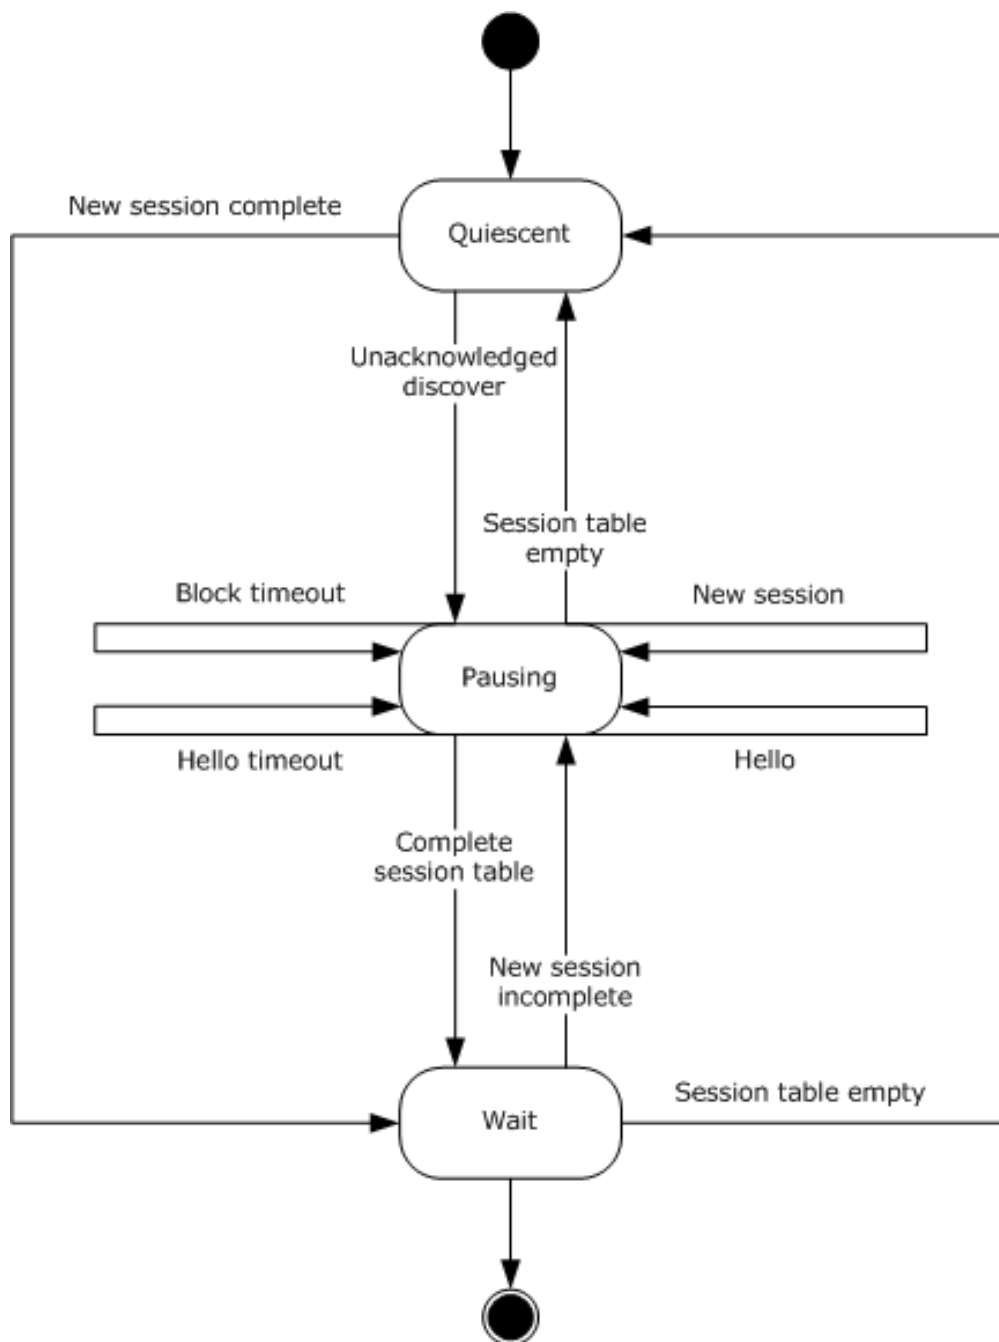 New session complete
Quiescent
Unacknowledged
discover
Session table
empty
Block timeout
New session
Pausing
Hello timeout
Hello
Complete
session table
New session
incomplete
Session table empty
Wait